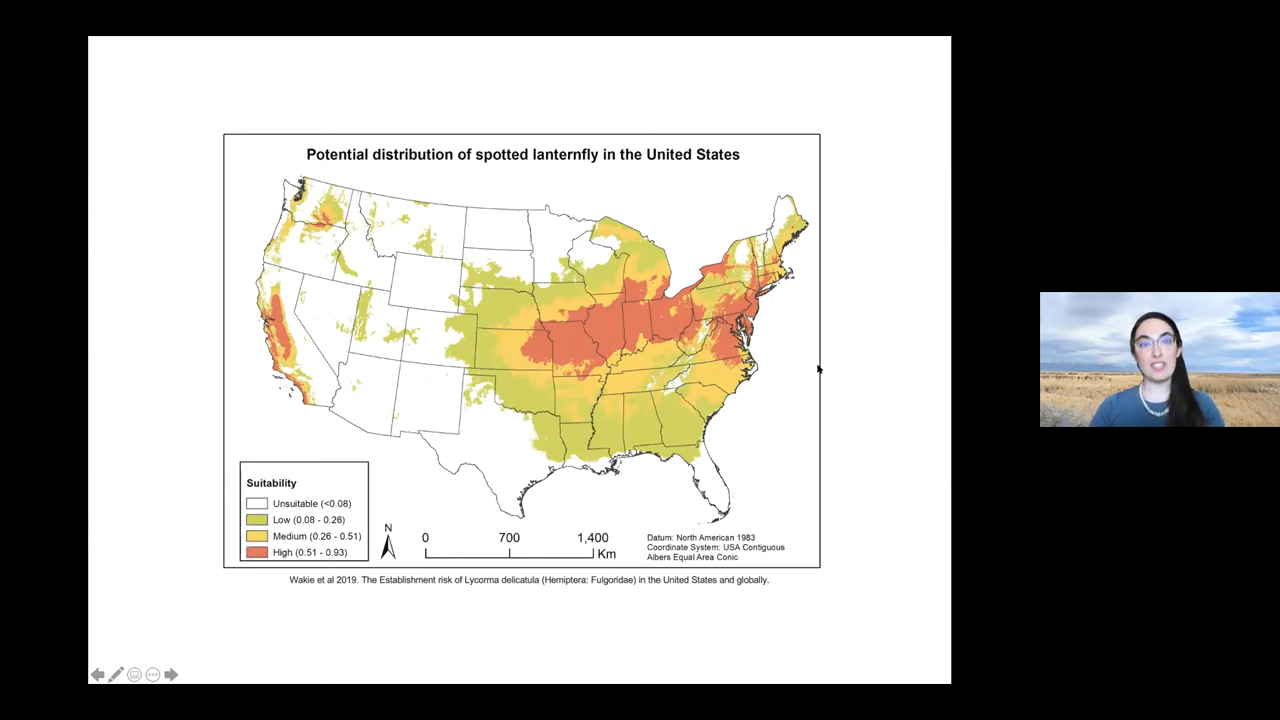 Potential distribution of spotted lanternfly in the United States
Suitability
Unsuitable (<0.08)
Low (0.08 - 0.26)
Medium (0.26 - 0.51)
High (0.51 - 0.93)
N
0 700 1,400
Km
Datum: North American 1983
Coordinate System: USA Contiguous
Albers Equal Area Conic
Wakie et al 2019. The Establishment risk of Lycorma delicatula (Hemiptera: Fulgoridae) in the United States and globally.